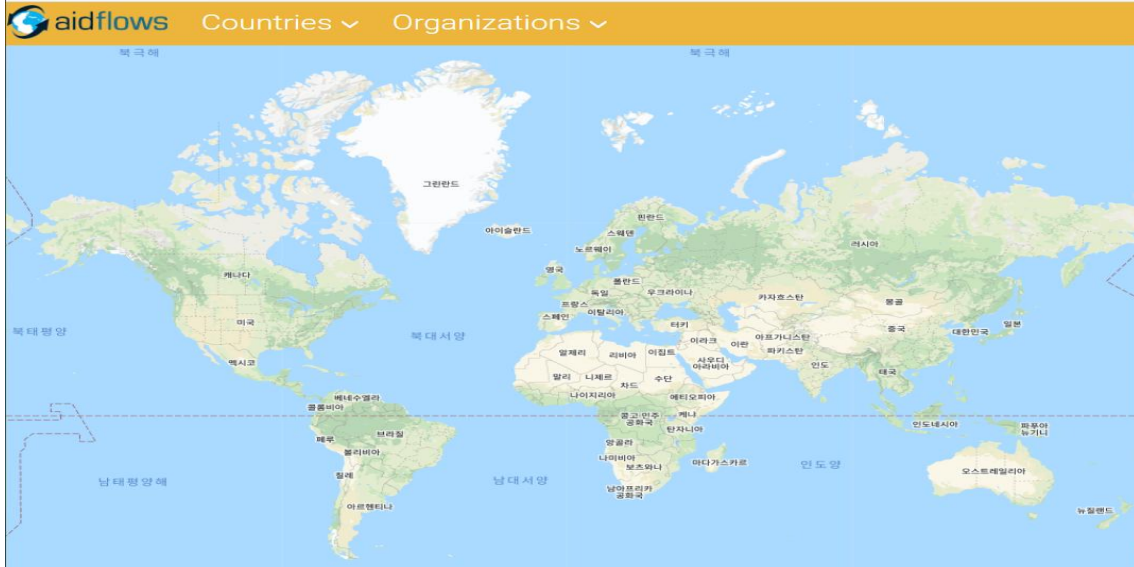 aidflows Countries Organizations
북극해 북극해
그린란드
핀란드
아이슬란드 스웨덴
노르웨이 러시아
캐나다 영국
폴란드
독일 우크라이나 카자흐스탄 몽골
프랑스
미국 스페인 이탈리아
터키 중국 일본
북태평양 북대서양 이라크 이란 아프가니스탄 대한민국
파키스탄
알제리 리비아 이집트
멕시코 사우디
아라비아 인도 태국
말리 니제르 차드 수단
베네수엘라 나이지리아 에티오피아
콜롬비아 콩고 민주
공화국 케냐
인도네시아 파푸아
뉴기니
페루 브라질 탄자니아
볼리비아 앙골라
나미비아
보츠와나 마다가스카르 인도양
칠레 오스트레일리아
남태평양해 남대서양
남아프리카
공화국
아르헨티나 뉴질랜드